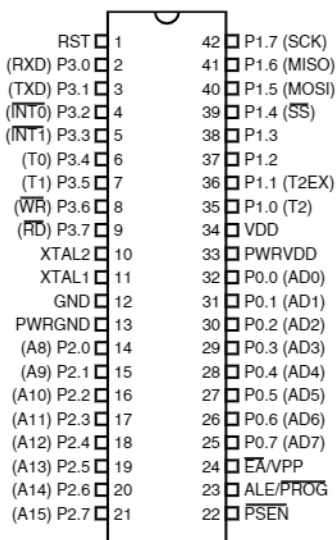 RST 1 42 P1.7 (SCK)
(RXD) P3.0 2 41 P1.6 (MISO)
(TXD) P3.1 3 40 P1.5 (MOSI)
(INT0) P3.2 4 39 P1.4 (SS)
(INT1) P3.3 5 38 P1.3
(T0) P3.4 6 37 P1.2
(T1) P3.5 7 36 P1.1 (T2EX)
(WR) P3.6 8 35 P1.0 (T2)
(RD) P3.7 9 34 VDD
XTAL2 10 33 PWRVDD
XTAL1 11 32 P0.0 (AD0)
GND 12 31 P0.1 (AD1)
PWRGND 13 30 P0.2 (AD2)
(A8) P2.0 14 29 P0.3 (AD3)
(A9) P2.1 15 28 P0.4 (AD4)
(A10) P2.2 16 27 P0.5 (AD5)
(A11) P2.3 17 26 P0.6 (AD6)
(A12) P2.4 18 25 P0.7 (AD7)
(A13) P2.5 19 24 EA/VPP
(A14) P2.6 20 23 ALE/PROG
(A15) P2.7 21 22 PSEN